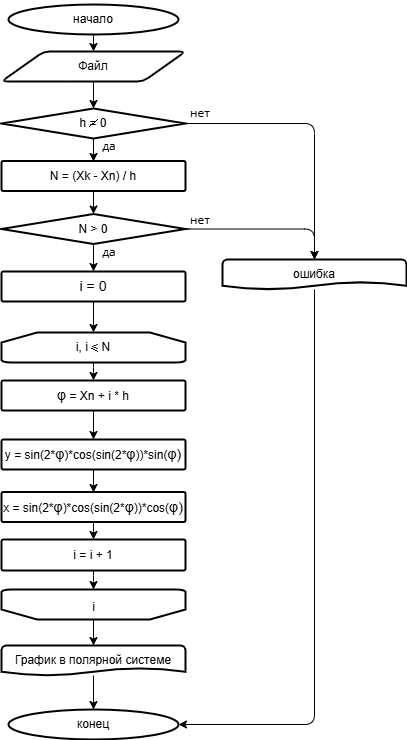 начало
Файл
h ≠ 0
нет
да
N = (Xk - Xn) / h
N > 0
нет
да
i = 0
ошибка
i, i ⩽ N
φ = Xn + i * h
y = sin(2*φ)*cos(sin(2*φ))*sin(φ)
x = sin(2*φ)*cos(sin(2*φ))*cos(φ)
i = i + 1
i
График в полярной системе
конец